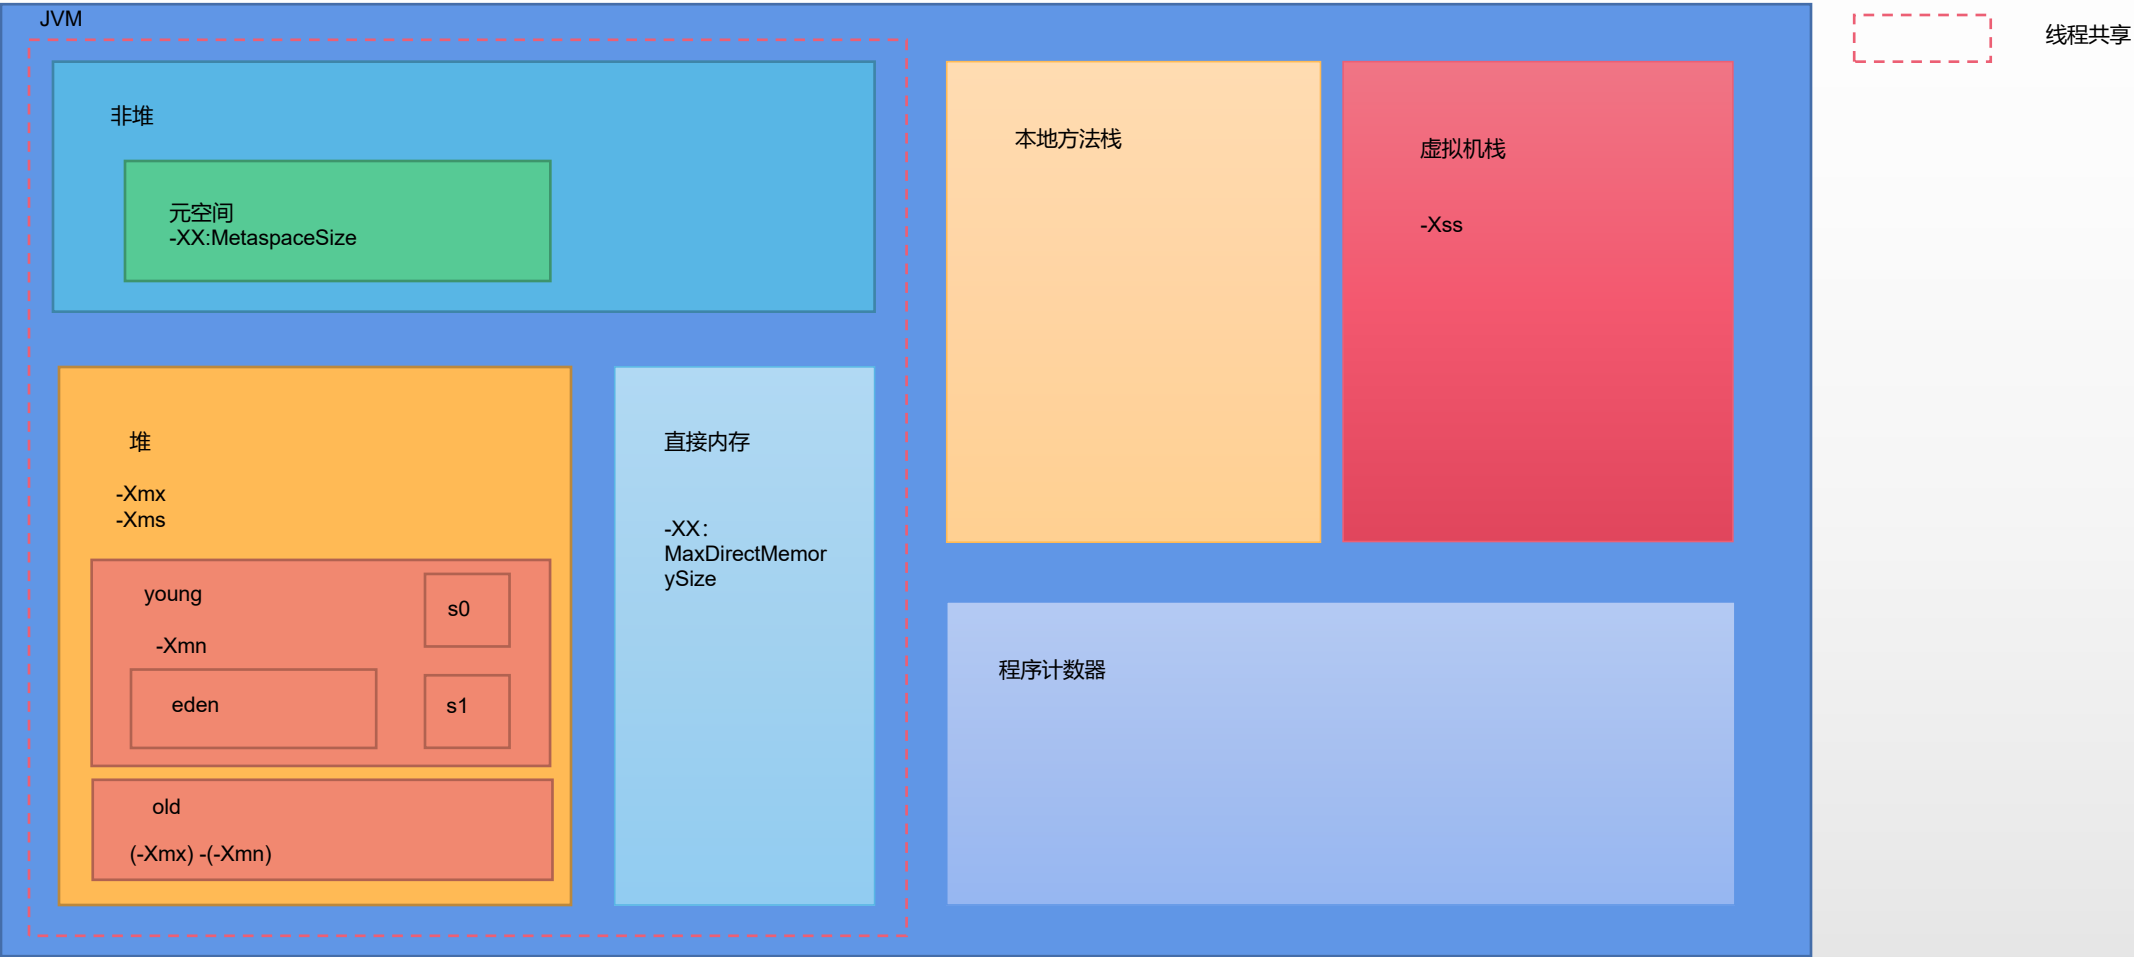 JVM
线程共享
非堆
元空间
-XX:MetaspaceSize
堆
-Xmx
-Xms
young
-Xmn
eden
s0
s1
old
(-Xmx) -(-Xmn)
直接内存
-XX：
MaxDirectMemor
ySize
本地方法栈
虚拟机栈
-Xss
程序计数器